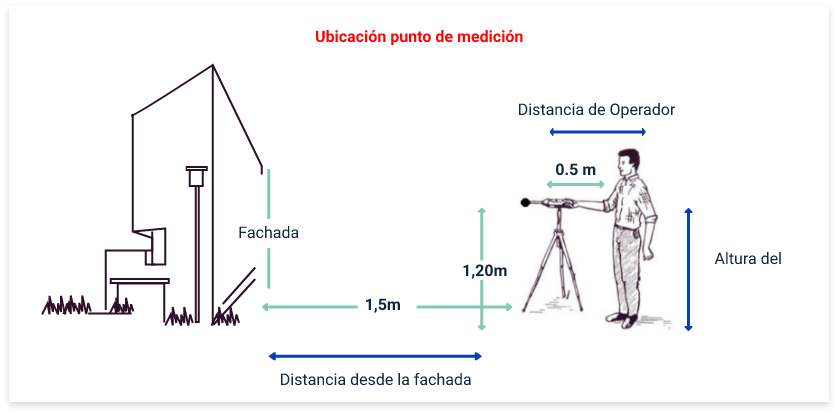 Ubicación punto de medición
Distancia de Operador
0.5 m
Fachada
1,20m
Altura del
1,5m
Distancia desde la fachada